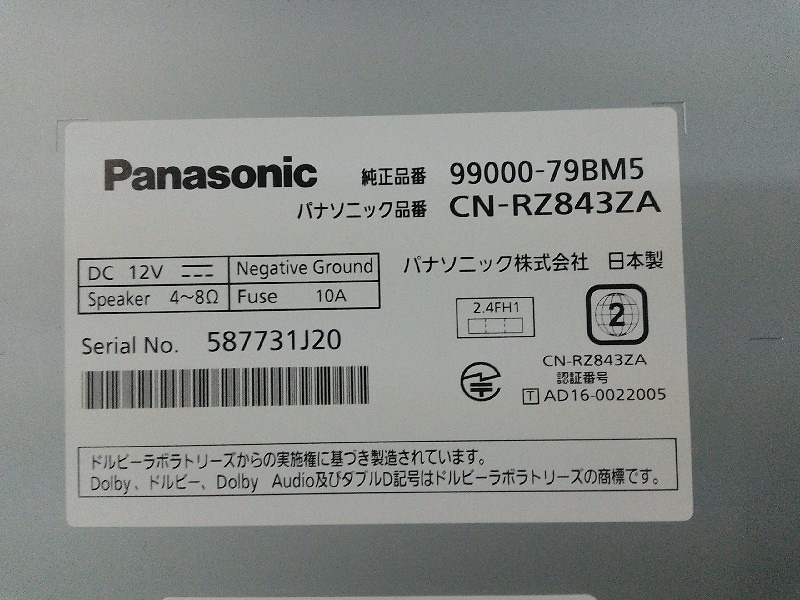 Panasonic 純正品番 99000-79BM5
パナソニック品番 CN-RZ843ZA
DC 12V Negative Ground
Speaker 4~8Ω Fuse 10A
パナソニック株式会社 日本製
2.4FH1
2
Serial No. 587731J20
CN-RZ843ZA
認証番号
T AD16-0022005
ドルビーラボラトリーズからの実施権に基づき製造されています。
Dolby、ドルビー、Dolby Audio及びダブルD記号はドルビーラボラトリーズの商標です。